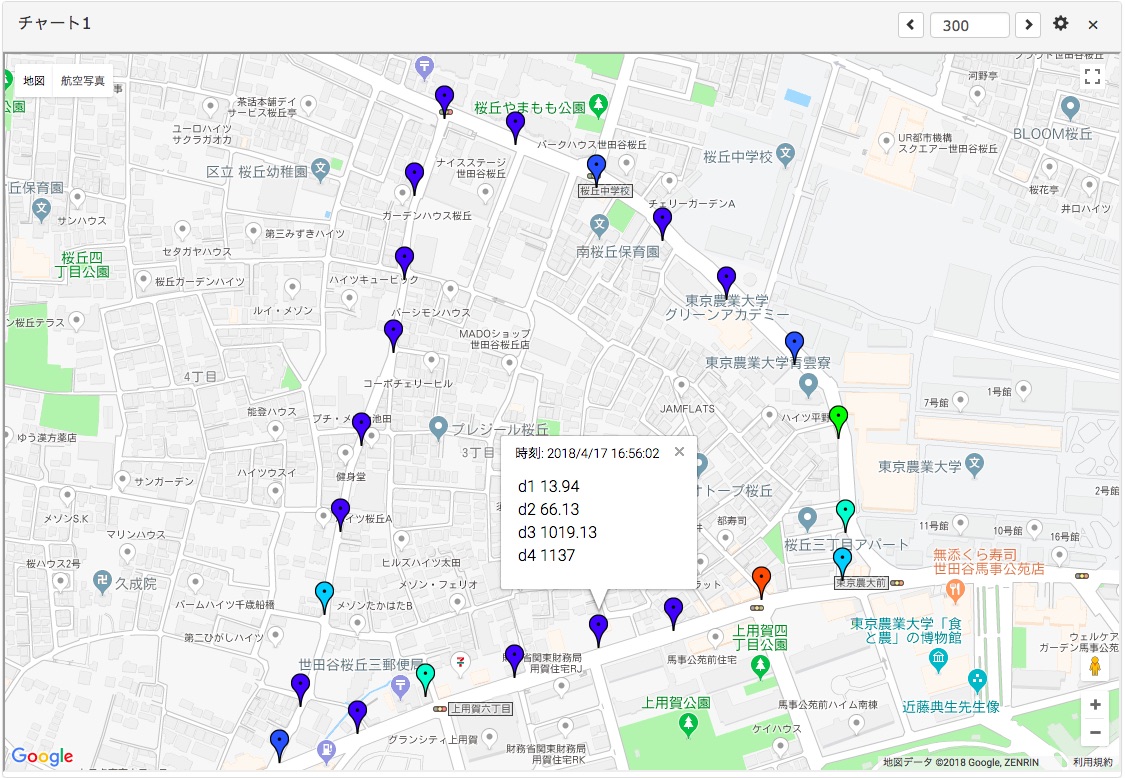 チャート1
300
地図
航空写真
事
公園
茶話本舗デイ
サービス桜丘亭
ユーロハイツ
サクラガオカ
桜丘やまもも公園
パークハウス世田谷桜丘
河野亭
BLOOM桜丘
UR都市機構
スクエアー世田谷桜丘
桜丘中学校
区立 桜丘幼稚園
ナイスステージ
世田谷桜丘
桜丘中学校
丘保育園
サンハウス
ガーデンハウス桜丘
チェリーガーデンA
桜花亭
井口ハイツ
第三みずきハイツ
セタガヤハウス
南桜丘保育園
桜丘四
丁目公園
桜丘ガーデンハイツ
ハイツキュービック
ルイ・メゾン
パーシモンハウス
東京農業大学
グリーンアカデミー
ン桜丘テラス
MADOショップ
世田谷桜丘店
東京農業大学青雲寮
4丁目
コーポチェリーヒル
1号館
7号館
能登ハウス
プチ・メ
池田
JAMFLATS
ハイツ平野
ゆう漢方薬店
プレジール桜丘
3丁目
時刻: 2018/4/17 16:56:02
d1 13.94
d2 66.13
d3 1019.13
d4 1137
健身堂
ハイツウスイ
サンガーデン
東京農業大学
2号館
オトープ桜丘
メゾンS.K
イツ桜丘A
都寿司
マリンハウス
11号館
10号館
16号館
桜丘三丁目アパート
桜ハウス2号
久成院
ヒルズハイツ太田
メゾン・フェリオ
ラット
東京農大前
無添くら寿司
世田谷馬事公苑店
パームハイツ千歳船橋
メゾンたかはたB
第二ひがしハイツ
上用賀四
丁目公園
東京農業大学「食
と農」の博物館
ウェルケア
ガーデン馬事公苑
世田谷桜丘三郵便局
財務省関東財務局
用賀住宅RJ
馬事公苑前住宅
上用賀六丁目
上用賀公園
馬事公苑前ハイム南棟
近藤典生先生像
グランシティ上用賀
財務省関東財務局
用賀住宅RK
ケイハウス
Google
地図データ ©2018 Google, ZENRIN
利用規約